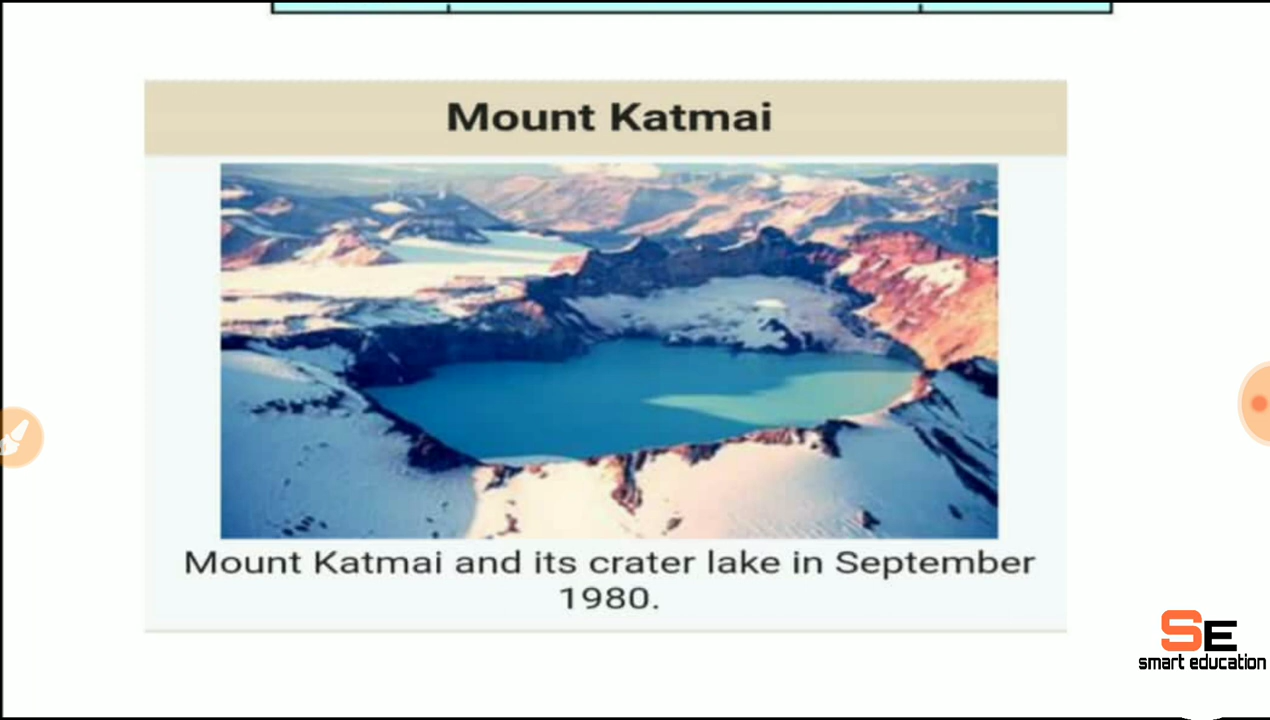 Mount Katmai
Mount Katmai and its crater lake in September
1980.
SE
smart education